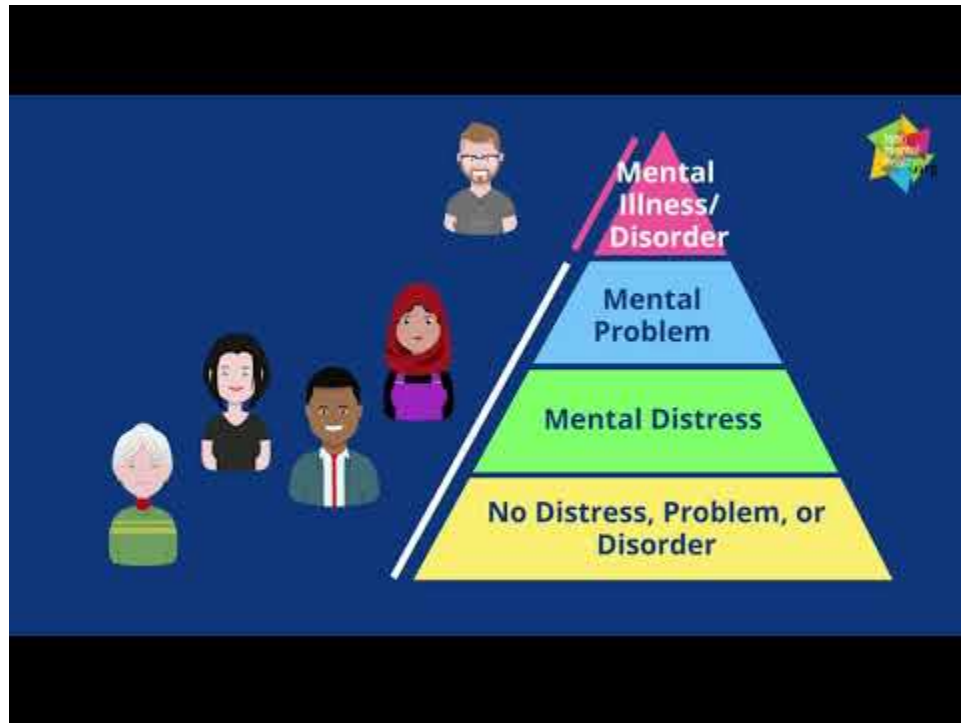 Mental
Illness/
Disorder
Mental
Problem
Mental Distress
No Distress, Problem, or
Disorder